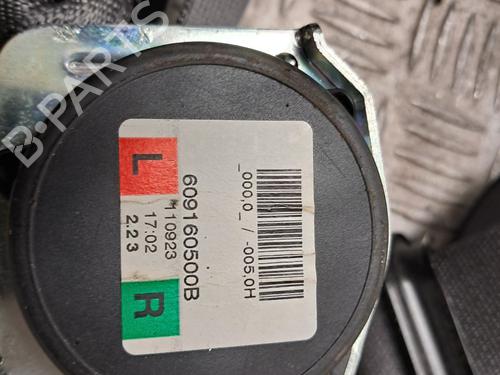 B-PARTS
_000,0_ / -005,0H
609160500B
110923
17:02
2.23
L
R